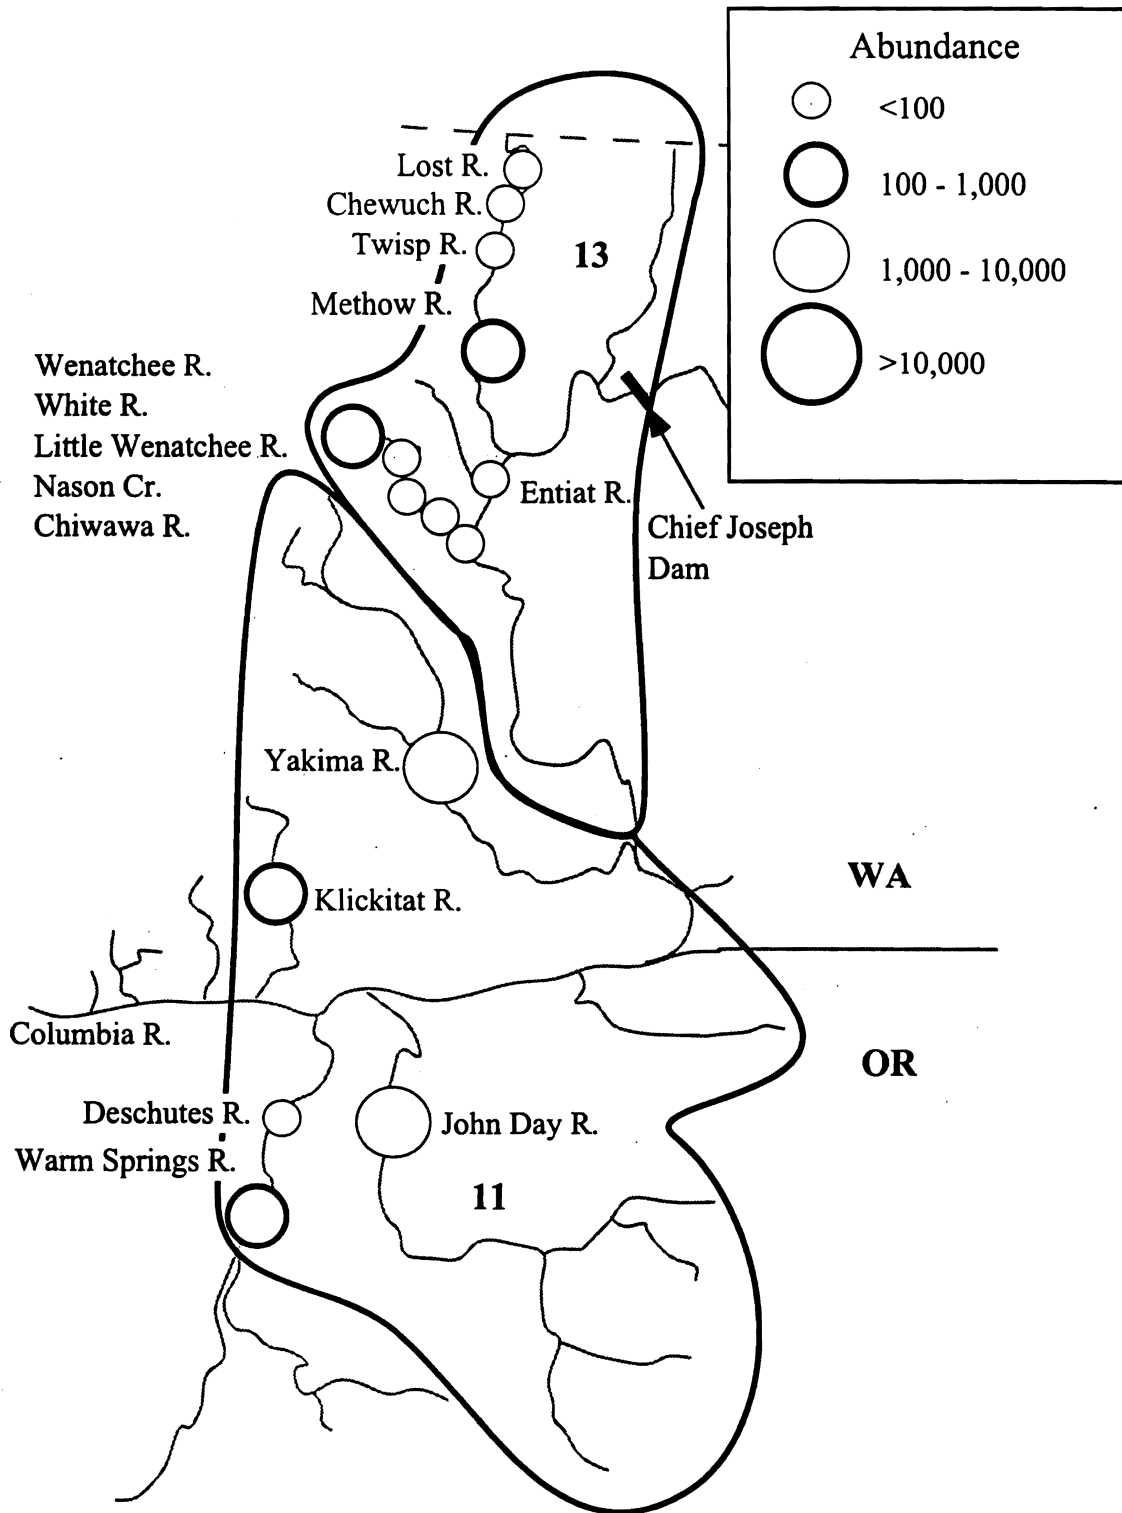 Abundance
<100
100 - 1,000
1,000 - 10,000
>10,000
Lost R.
Chewuch R.
Twisp R.
13
Methow R.
Wenatchee R.
White R.
Little Wenatchee R.
Nason Cr.
Chiwawa R.
Entiat R.
Chief Joseph
Dam
Yakima R.
WA
Klickitat R.
Columbia R.
OR
Deschutes R.
John Day R.
Warm Springs R.
11